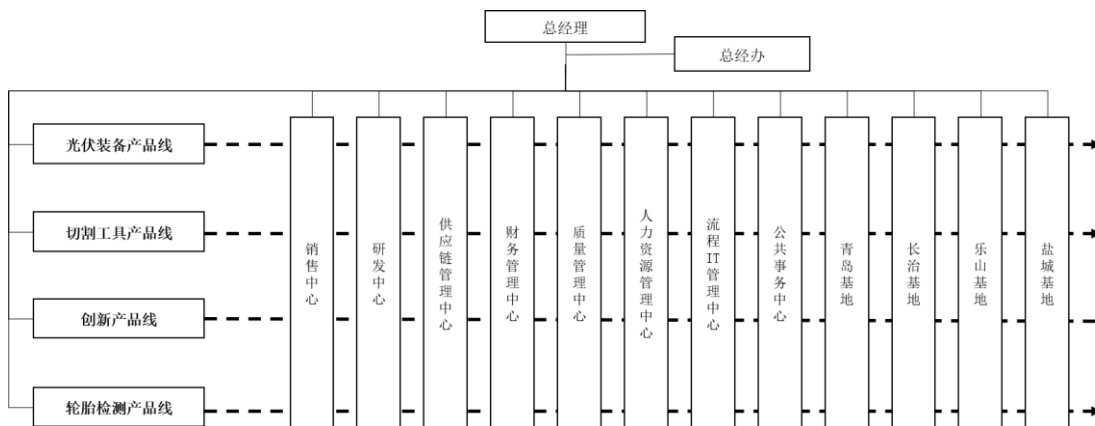 总经理
总经办
光伏装备产品线
切割工具产品线
创新产品线
轮胎检测产品线
销售中心
研发中心
供应链管理中心
财务管理中心
质量管理中心
人力资源管理中心
流程IT管理中心
公共事务中心
青岛基地
长治基地
乐山基地
盐城基地